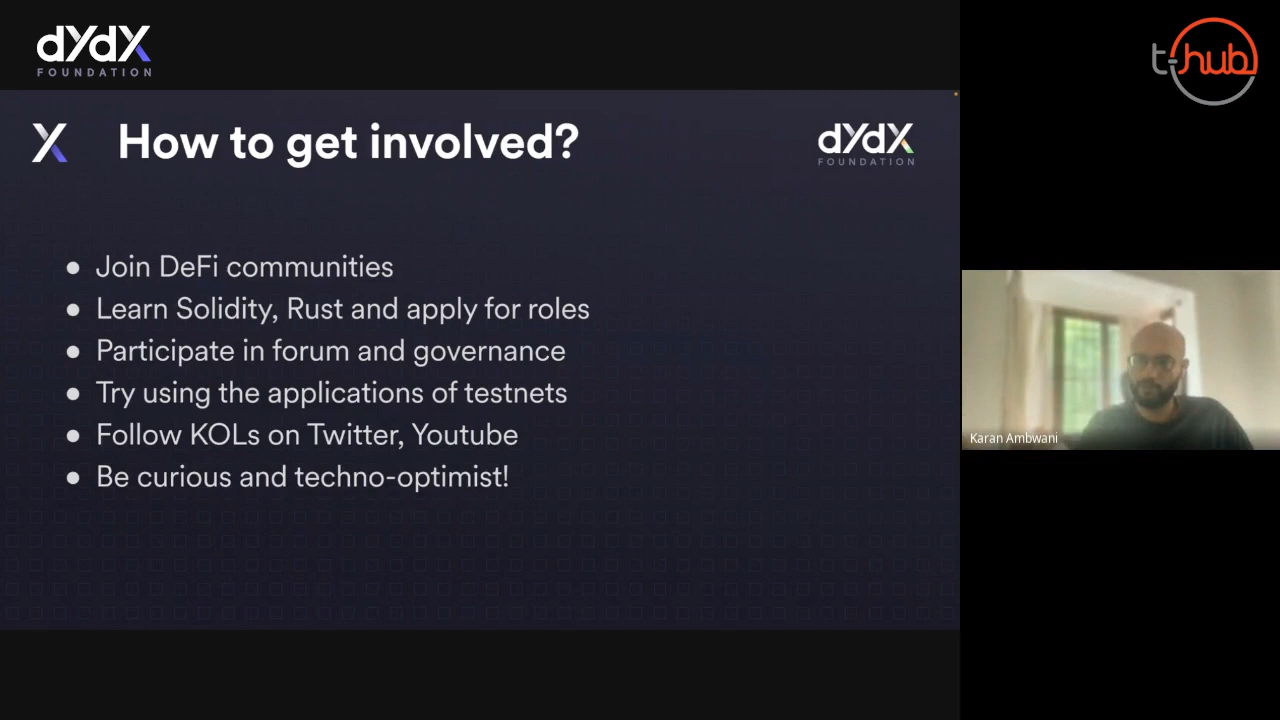 dYdX
FOUNDATION
t-hub
X How to get involved?
dYdX
FOUNDATION
● Join DeFi communities
● Learn Solidity, Rust and apply for roles
● Participate in forum and governance
● Try using the applications of testnets
● Follow KOLs on Twitter, Youtube
● Be curious and techno-optimist!
Karan Ambwani